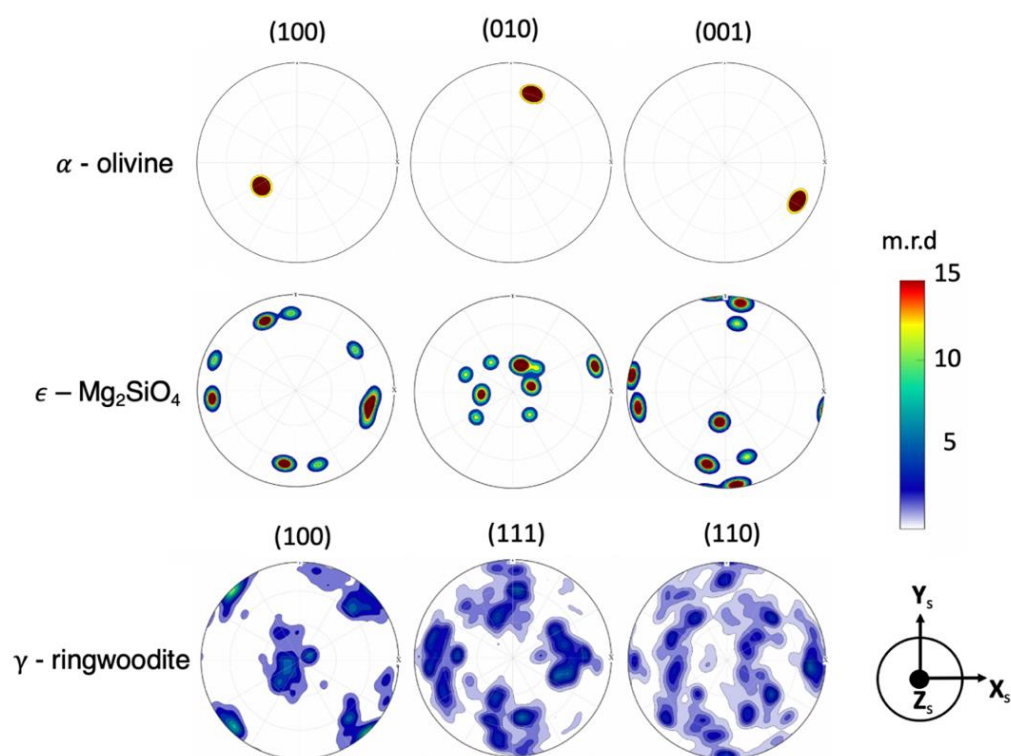 (100) (010) (001)
α - olivine
m.r.d
15
10
5
ϵ – Mg₂SiO₄
(100) (111) (110)
γ - ringwoodite
Yₛ
Xₛ
Zₛ